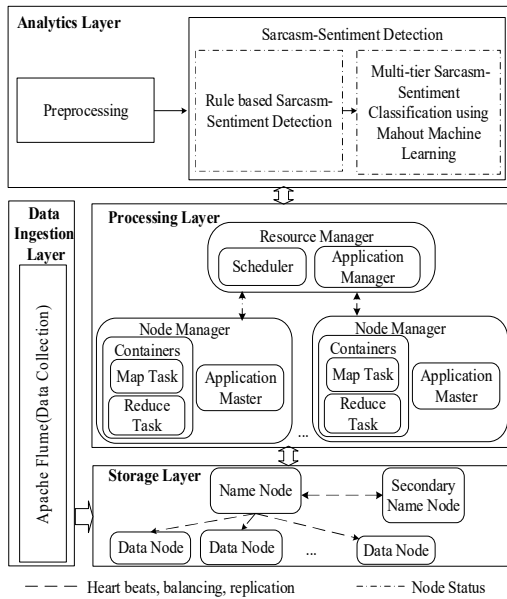 Analytics Layer
Sarcasm-Sentiment Detection
Preprocessing
Rule based Sarcasm-
Sentiment Detection
Multi-tier Sarcasm-
Sentiment
Classification using
Mahout Machine
Learning
Data
Ingestion
Layer
Apache Flume(Data Collection)
Processing Layer
Resource Manager
Scheduler
Application
Manager
Node Manager
Containers
Map Task
Reduce
Task
Application
Master
...
Node Manager
Containers
Map Task
Reduce
Task
Application
Master
Storage Layer
Name Node
Secondary
Name Node
Data Node
Data Node
...
Data Node
Heart beats, balancing, replication
Node Status